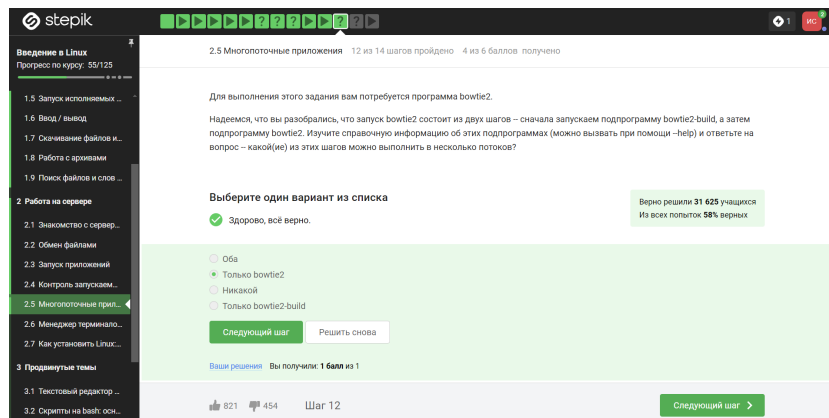 stepik
? ? ? ? ?
1
ИС
2
Введение в Linux
Прогресс по курсу: 55/125
1.5 Запуск исполняемых ...
1.6 Ввод / вывод
1.7 Скачивание файлов и...
1.8 Работа с архивами
1.9 Поиск файлов и слов ...
2 Работа на сервере
2.1 Знакомство с сервер...
2.2 Обмен файлами
2.3 Запуск приложений
2.4 Контроль запускаем...
2.5 Многопоточные прил...
2.6 Менеджер терминало...
2.7 Как установить Linux:...
3 Продвинутые темы
3.1 Текстовый редактор ...
3.2 Скрипты на bash: осн...
2.5 Многопоточные приложения 12 из 14 шагов пройдено 4 из 6 баллов получено
Для выполнения этого задания вам потребуется программа bowtie2.
Надеемся, что вы разобрались, что запуск bowtie2 состоит из двух шагов – сначала запускаем подпрограмму bowtie2-build, а затем
подпрограмму bowtie2. Изучите справочную информацию об этих подпрограммах (можно вызвать при помощи –help) и ответьте на
вопрос – какой(ие) из этих шагов можно выполнить в несколько потоков?
Выберите один вариант из списка
Здорово, всё верно.
Верно решили 31 625 учащихся
Из всех попыток 58% верных
Оба
Только bowtie2
Никакой
Только bowtie2-build
Следующий шаг Решить снова
Ваши решения Вы получили: 1 балл из 1
821 454 Шаг 12
Следующий шаг